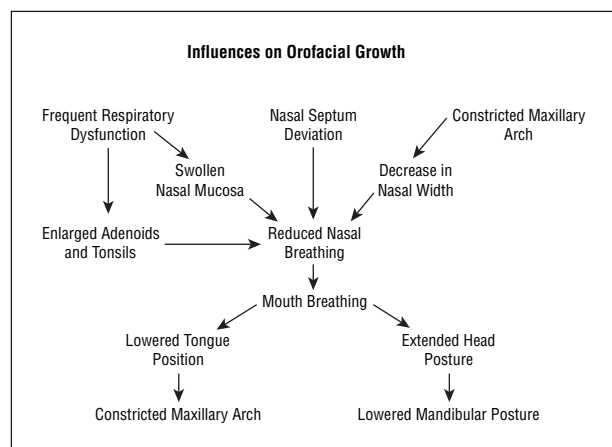 Influences on Orofacial Growth
Frequent Respiratory
Dysfunction
Nasal Septum
Deviation
Constricted Maxillary
Arch
Swollen
Nasal Mucosa
Decrease in
Nasal Width
Enlarged Adenoids
and Tonsils
Reduced Nasal
Breathing
Mouth Breathing
Lowered Tongue
Position
Extended Head
Posture
Constricted Maxillary Arch
Lowered Mandibular Posture